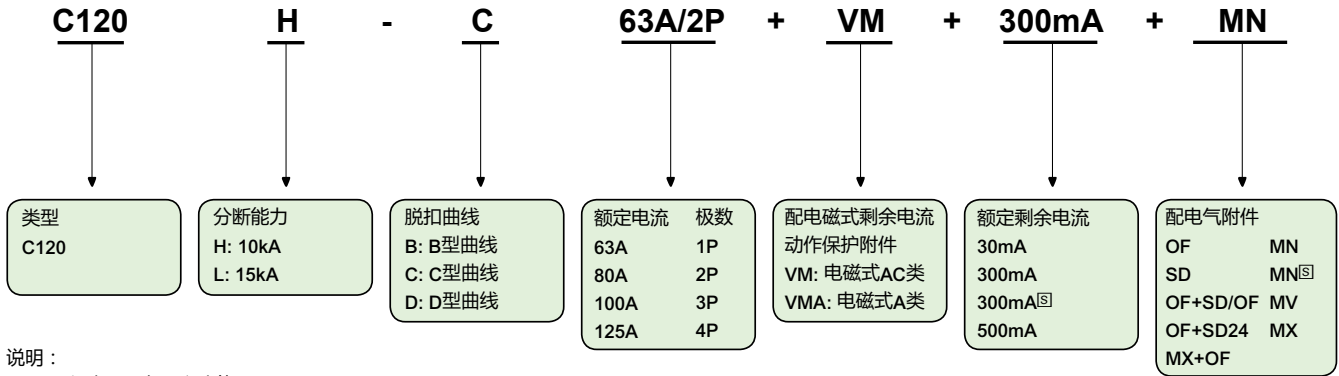 C120 H - C 63A/2P + VM + 300mA + MN
类型
C120
分断能力
H: 10kA
L: 15kA
脱扣曲线
B: B型曲线
C: C型曲线
D: D型曲线
额定电流 极数
63A 1P
80A 2P
100A 3P
125A 4P
配电磁式剩余电流
动作保护附件
VM: 电磁式AC类
VMA: 电磁式A类
额定剩余电流
30mA
300mA
300mA🅂
500mA
配电气附件
OF MN
SD MN🅂
OF+SD/OF MV
OF+SD24 MX
MX+OF
说明：